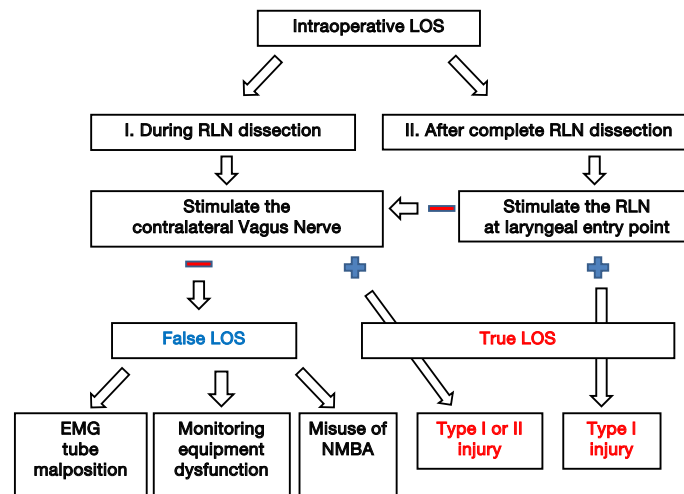 Intraoperative LOS
I. During RLN dissection
II. After complete RLN dissection
Stimulate the
contralateral Vagus Nerve
Stimulate the RLN
at laryngeal entry point
False LOS
True LOS
EMG
tube
malposition
Monitoring
equipment
dysfunction
Misuse of
NMBA
Type I or II
injury
Type I
injury